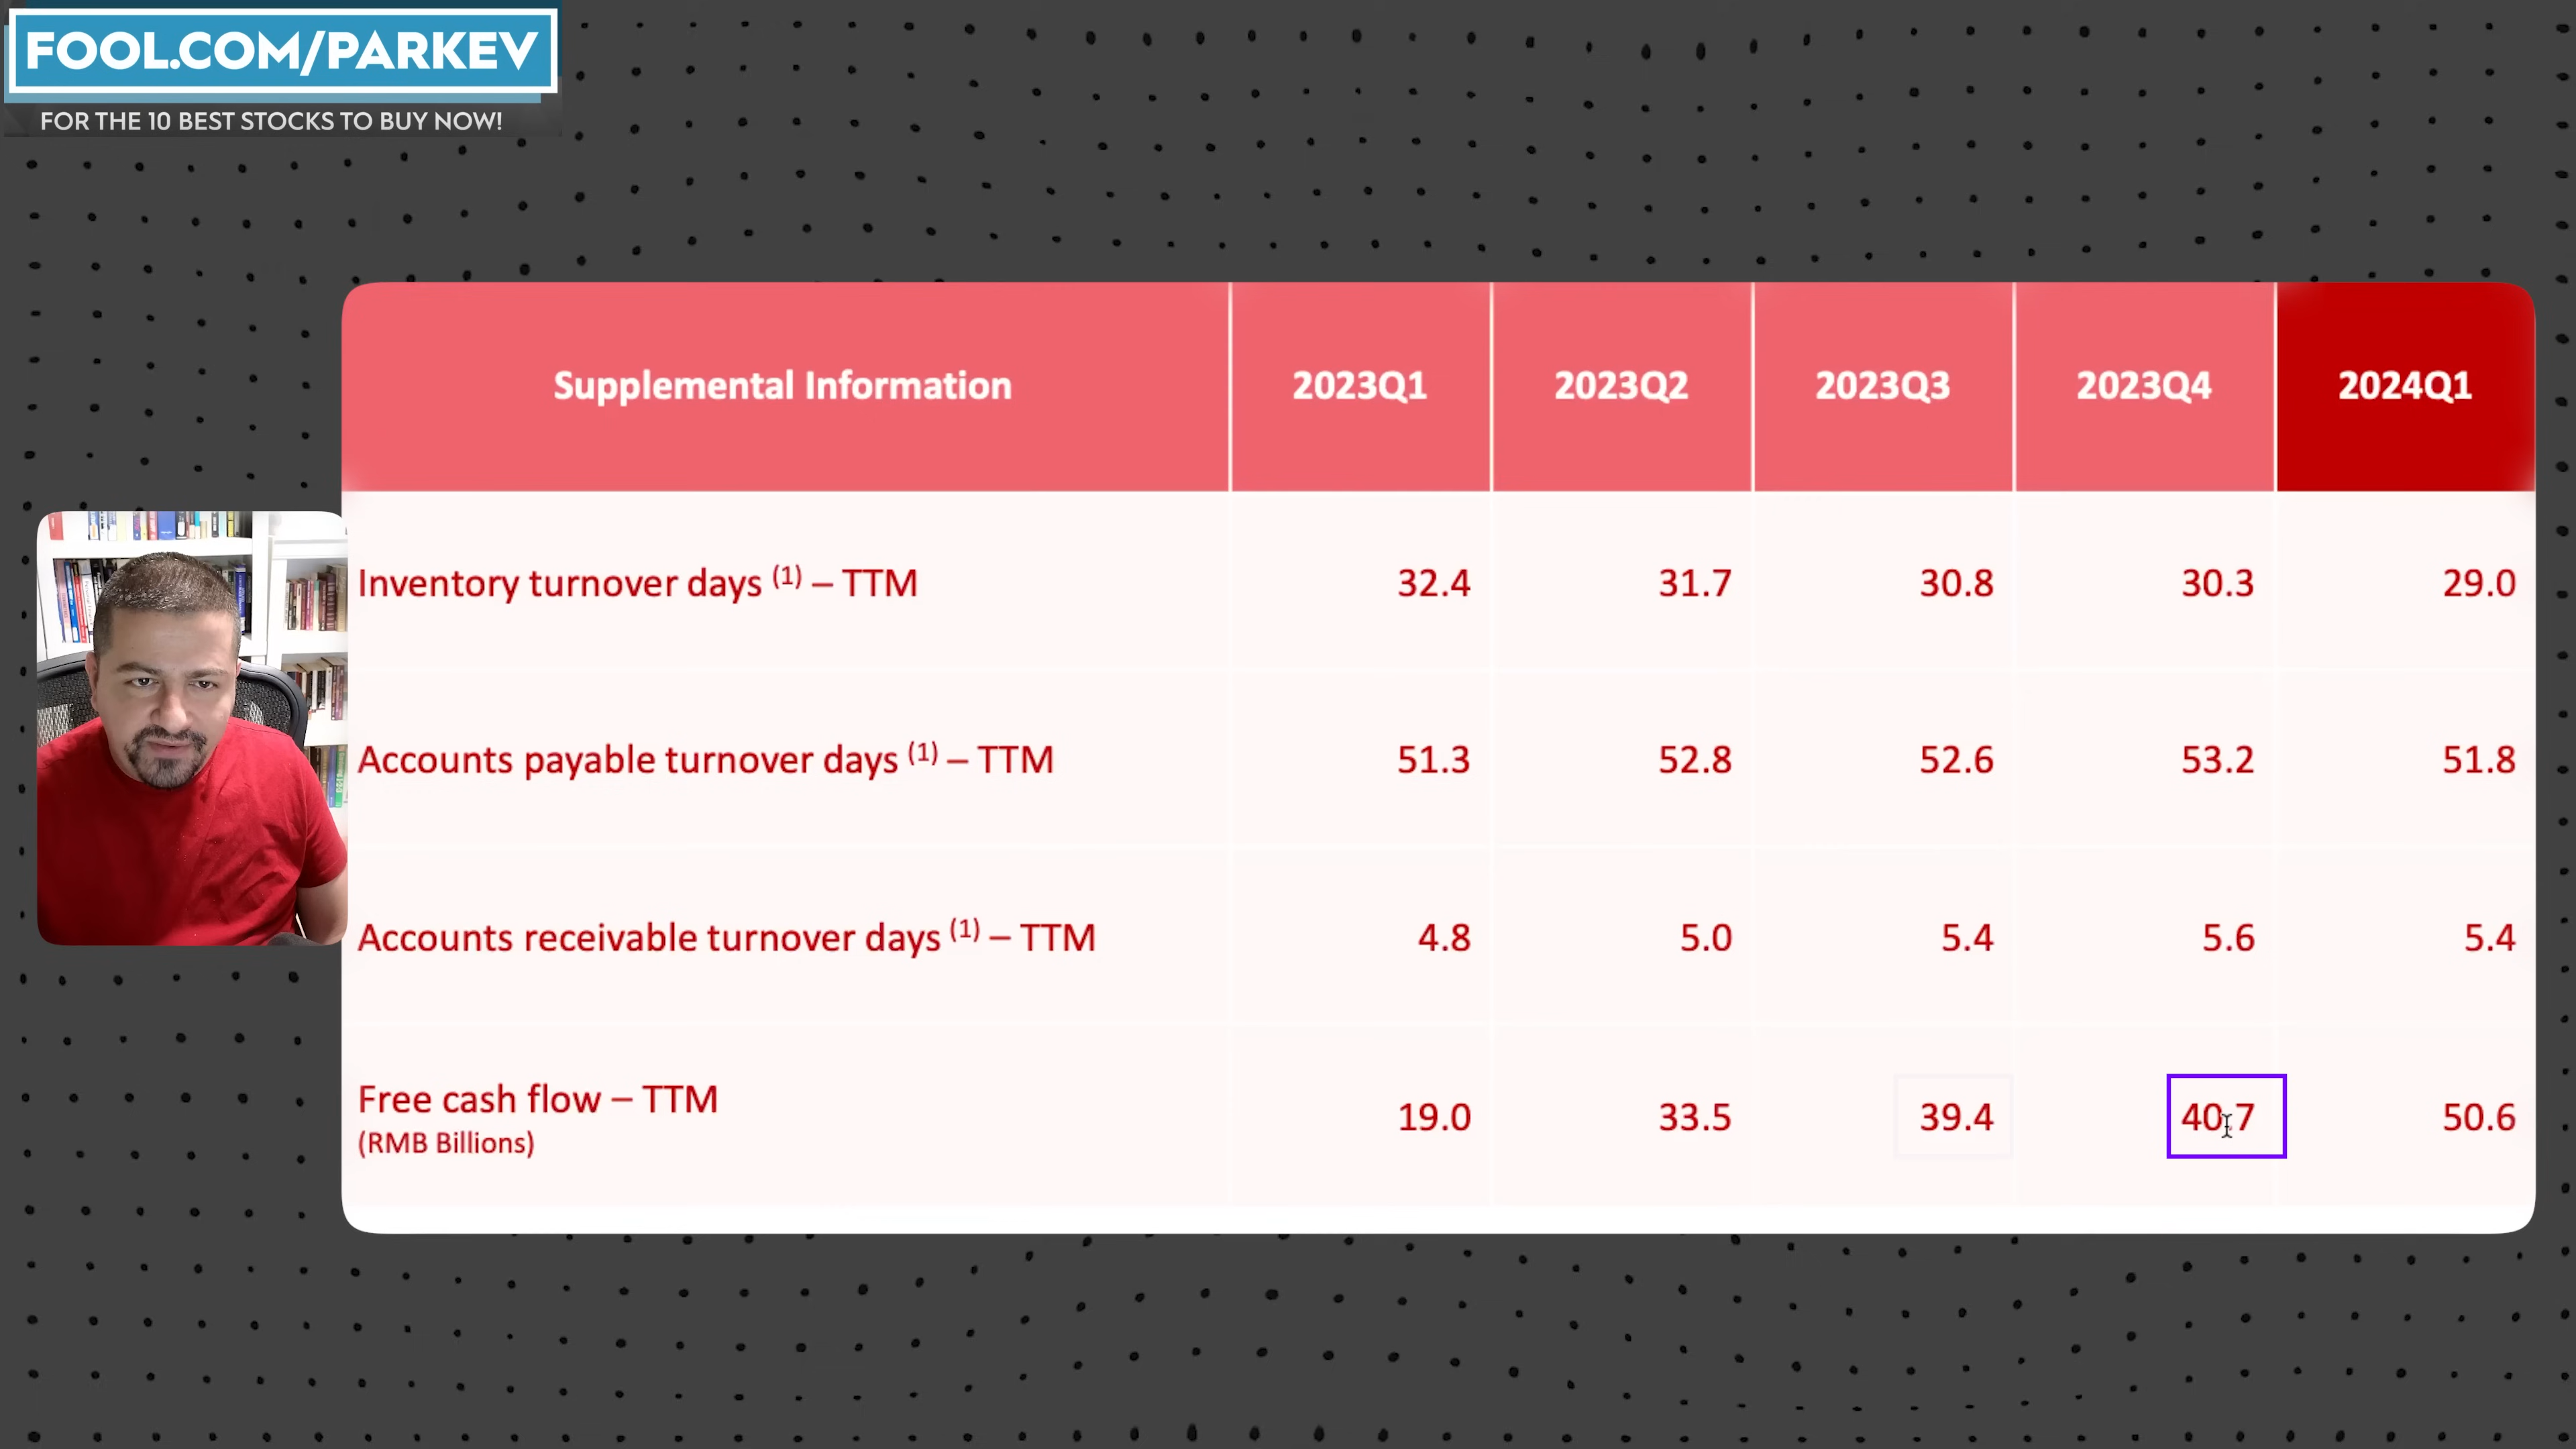 FOOL.COM/PARKEV
FOR THE 10 BEST STOCKS TO BUY NOW!
Supplemental Information 2023Q1 2023Q2 2023Q3 2023Q4 2024Q1
Inventory turnover days (1) – TTM 32.4 31.7 30.8 30.3 29.0
Accounts payable turnover days (1) – TTM 51.3 52.8 52.6 53.2 51.8
Accounts receivable turnover days (1) – TTM 4.8 5.0 5.4 5.6 5.4
Free cash flow – TTM 19.0 33.5 39.4 40.7 50.6
(RMB Billions)